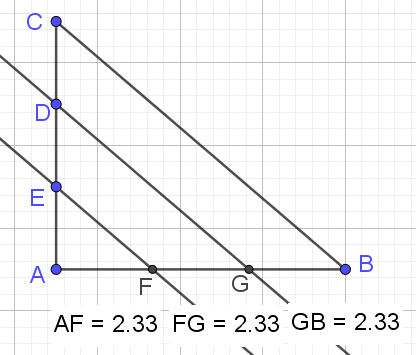 C
D
E
A
F
G
B
AF = 2.33 FG = 2.33 GB = 2.33